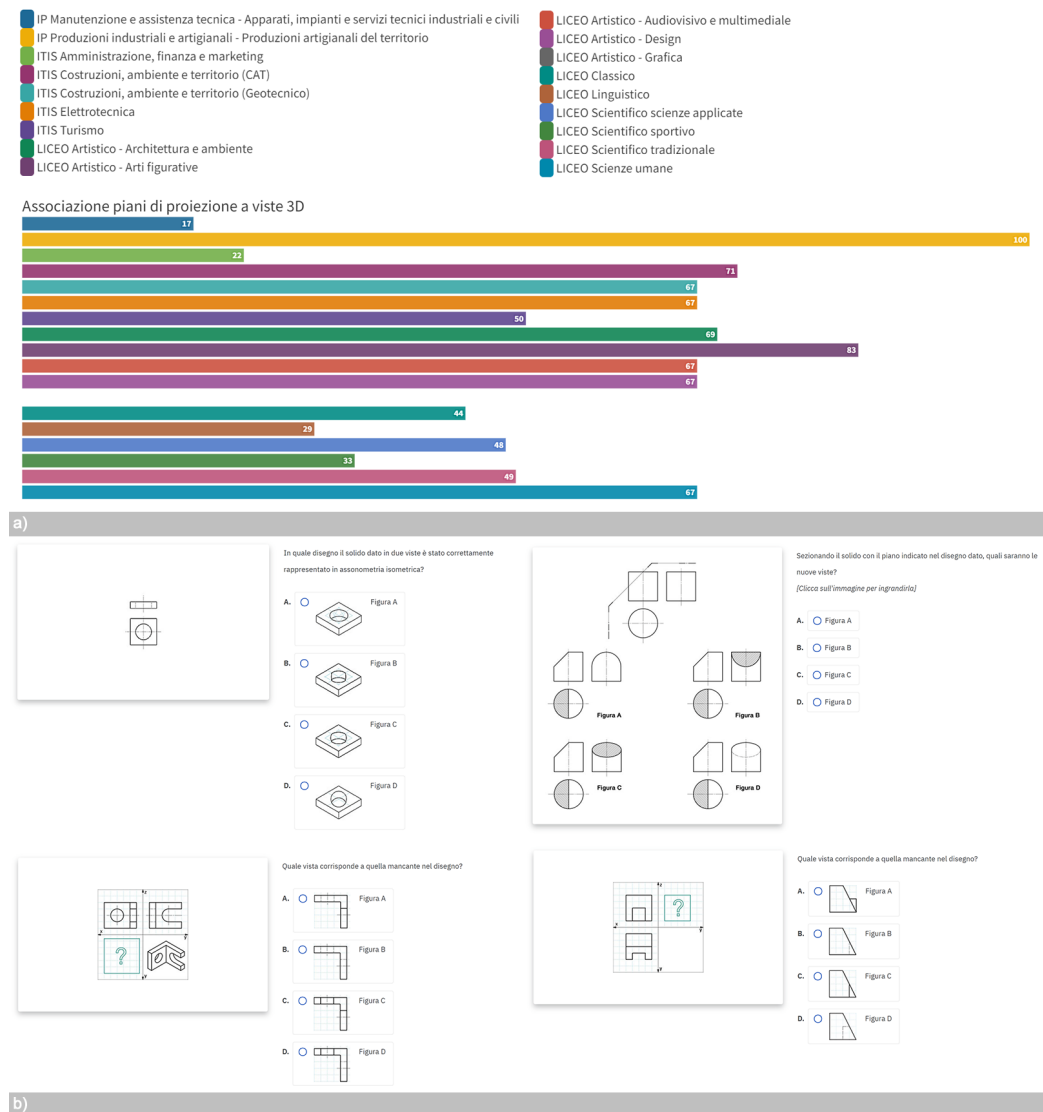 IP Manutenzione e assistenza tecnica - Apparati, impianti e servizi tecnici industriali e civili
IP Produzioni industriali e artigianali - Produzioni artigianali del territorio
ITIS Amministrazione, finanza e marketing
ITIS Costruzioni, ambiente e territorio (CAT)
ITIS Costruzioni, ambiente e territorio (Geotecnico)
ITIS Elettrotecnica
ITIS Turismo
LICEO Artistico - Architettura e ambiente
LICEO Artistico - Arti figurative
LICEO Artistico - Audiovisivo e multimediale
LICEO Artistico - Design
LICEO Artistico - Grafica
LICEO Classico
LICEO Linguistico
LICEO Scientifico scienze applicate
LICEO Scientifico sportivo
LICEO Scientifico tradizionale
LICEO Scienze umane
Associazione piani di proiezione a viste 3D
17
100
22
71
67
67
50
69
83
67
67
44
29
48
33
49
67
a)
In quale disegno il solido dato in due viste è stato correttamente
rappresentato in assonometria isometrica?
A. Figura A
B. Figura B
C. Figura C
D. Figura D
Figura A
Figura B
Figura C
Figura D
Sezionando il solido con il piano indicato nel disegno dato, quali saranno le
nuove viste?
[Clicca sull'immagine per ingrandirla]
A. Figura A
B. Figura B
C. Figura C
D. Figura D
?
Quale vista corrisponde a quella mancante nel disegno?
A. Figura A
B. Figura B
C. Figura C
D. Figura D
?
Quale vista corrisponde a quella mancante nel disegno?
A. Figura A
B. Figura B
C. Figura C
D. Figura D
b)